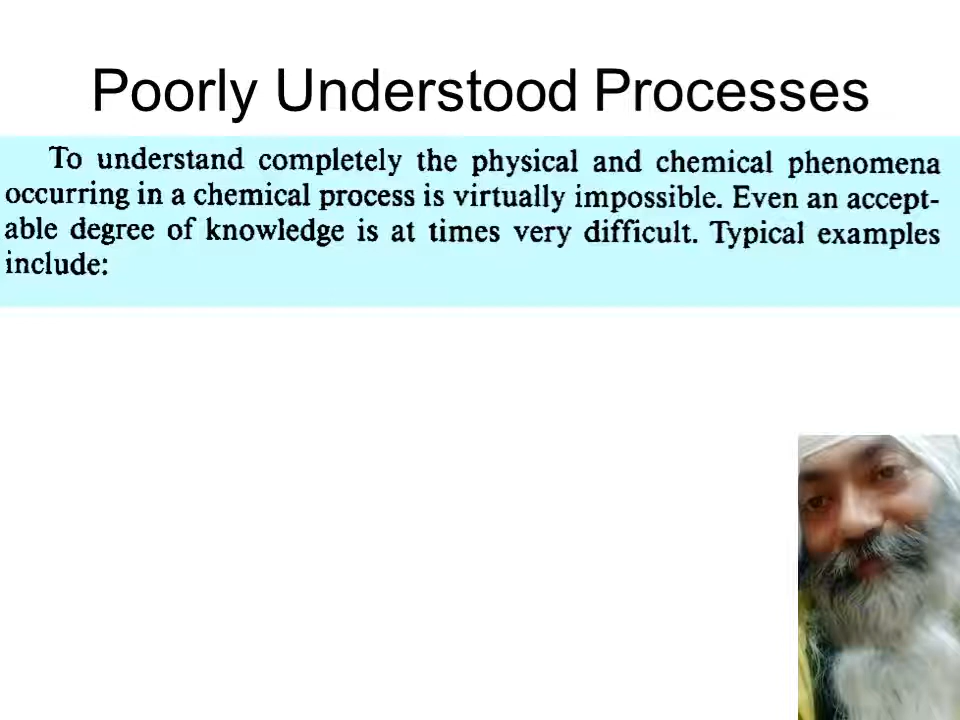 Poorly Understood Processes
To understand completely the physical and chemical phenomena
occurring in a chemical process is virtually impossible. Even an accept-
able degree of knowledge is at times very difficult. Typical examples
include: